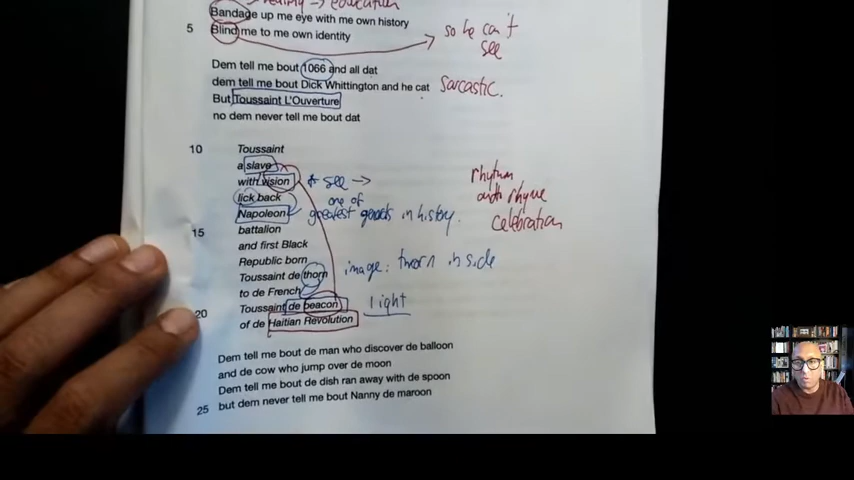 reality → education
Bandage up me eye with me own history
5 Blind me to me own identity
so he can't
see
Dem tell me bout 1066 and all dat
dem tell me bout Dick Whittington and he cat
sarcastic.
But Toussaint L'Ouverture
no dem never tell me bout dat
10 Toussaint
a slave
with vision
see →
lick back
Napoleon
one of
greatest generals in history.
15 battalion
and first Black
Republic born
Toussaint de thorn
to de French
image: thorn in side
20 Toussaint de beacon
of de Haitian Revolution
light
rhythm
and rhyme
celebration
Dem tell me bout de man who discover de balloon
and de cow who jump over de moon
Dem tell me bout de dish ran away with de spoon
25 but dem never tell me bout Nanny de maroon